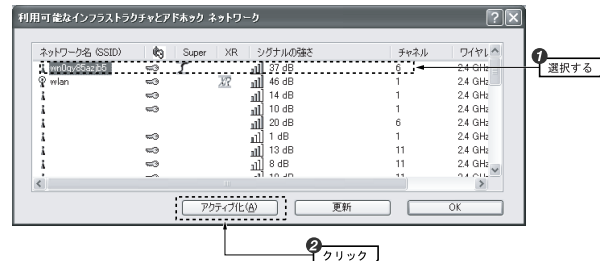 利用可能なインフラストラクチャとアドホック ネットワーク
ネットワーク名 (SSID) Super XR シグナルの強さ チャネル ワイヤレ
wn0gy85azjb5 37 dB 6 2.4 GHz
wlan 46 dB 1 2.4 GHz
14 dB 1 2.4 GHz
10 dB 1 2.4 GHz
20 dB 6 2.4 GHz
1 dB 1 2.4 GHz
13 dB 11 2.4 GHz
8 dB 11 2.4 GHz
アクティブ化(A) 更新 OK
1
選択する
2
クリック